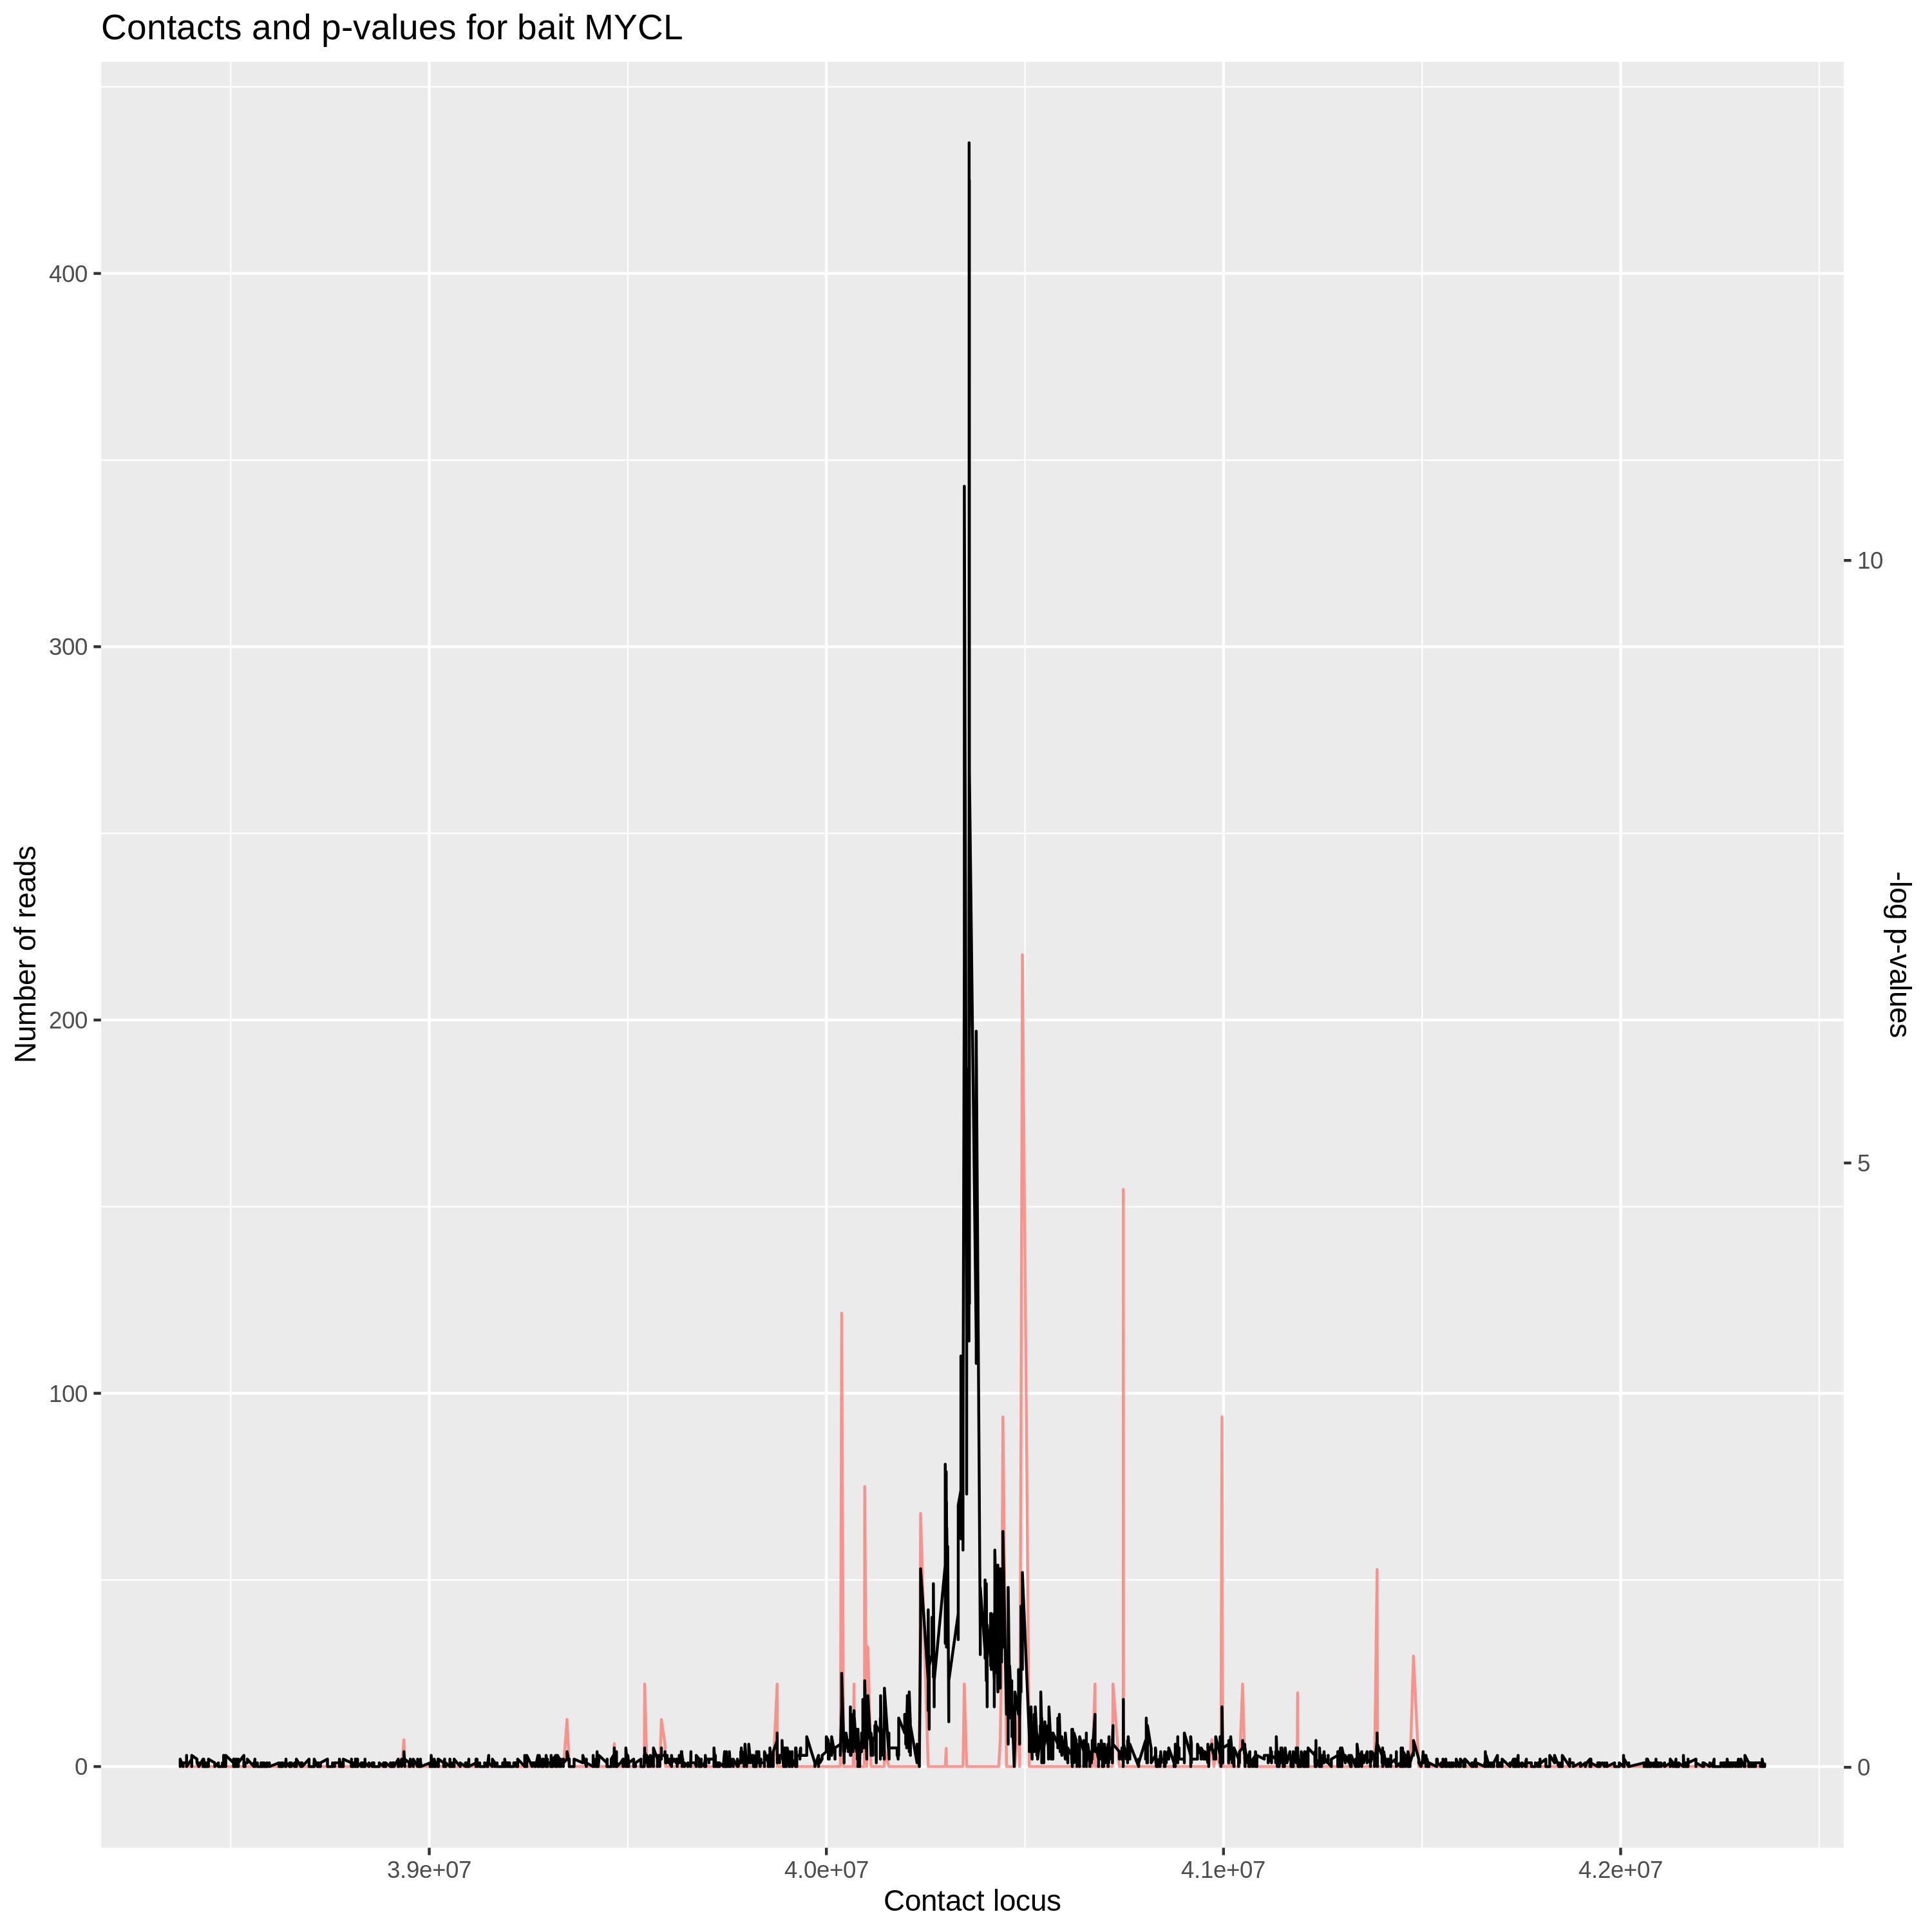 Contacts and p-values for bait MYCL
Number of reads
400
300
200
100
0
10
5
0
-log p-values
3.9e+07
4.0e+07
4.1e+07
4.2e+07
Contact locus